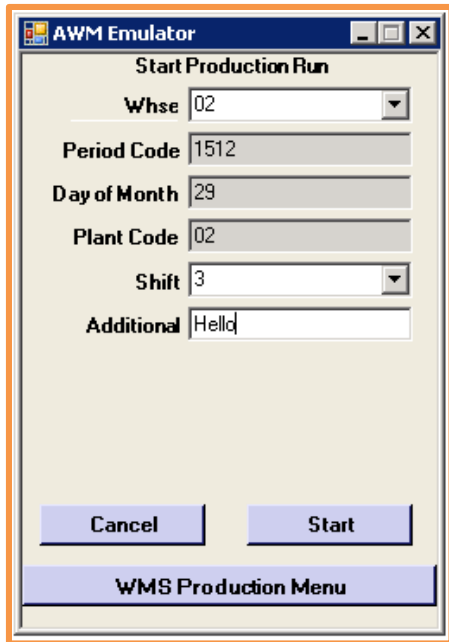 AWM Emulator
Start Production Run
Whse 02
Period Code 1512
Day of Month 29
Plant Code 02
Shift 3
Additional Hello
Cancel Start
WMS Production Menu